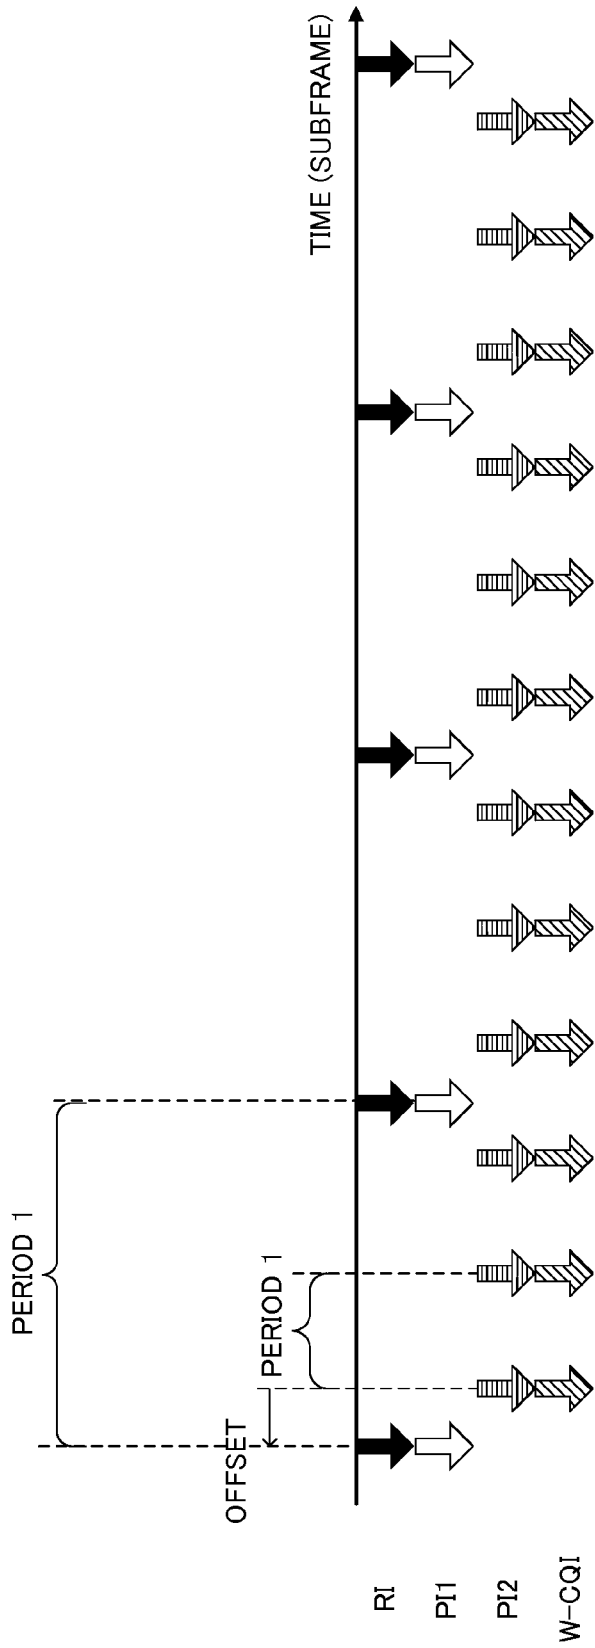 PERIOD 1
PERIOD 1
OFFSET
TIME (SUBFRAME)
RI
PI1
PI2
W-CQI